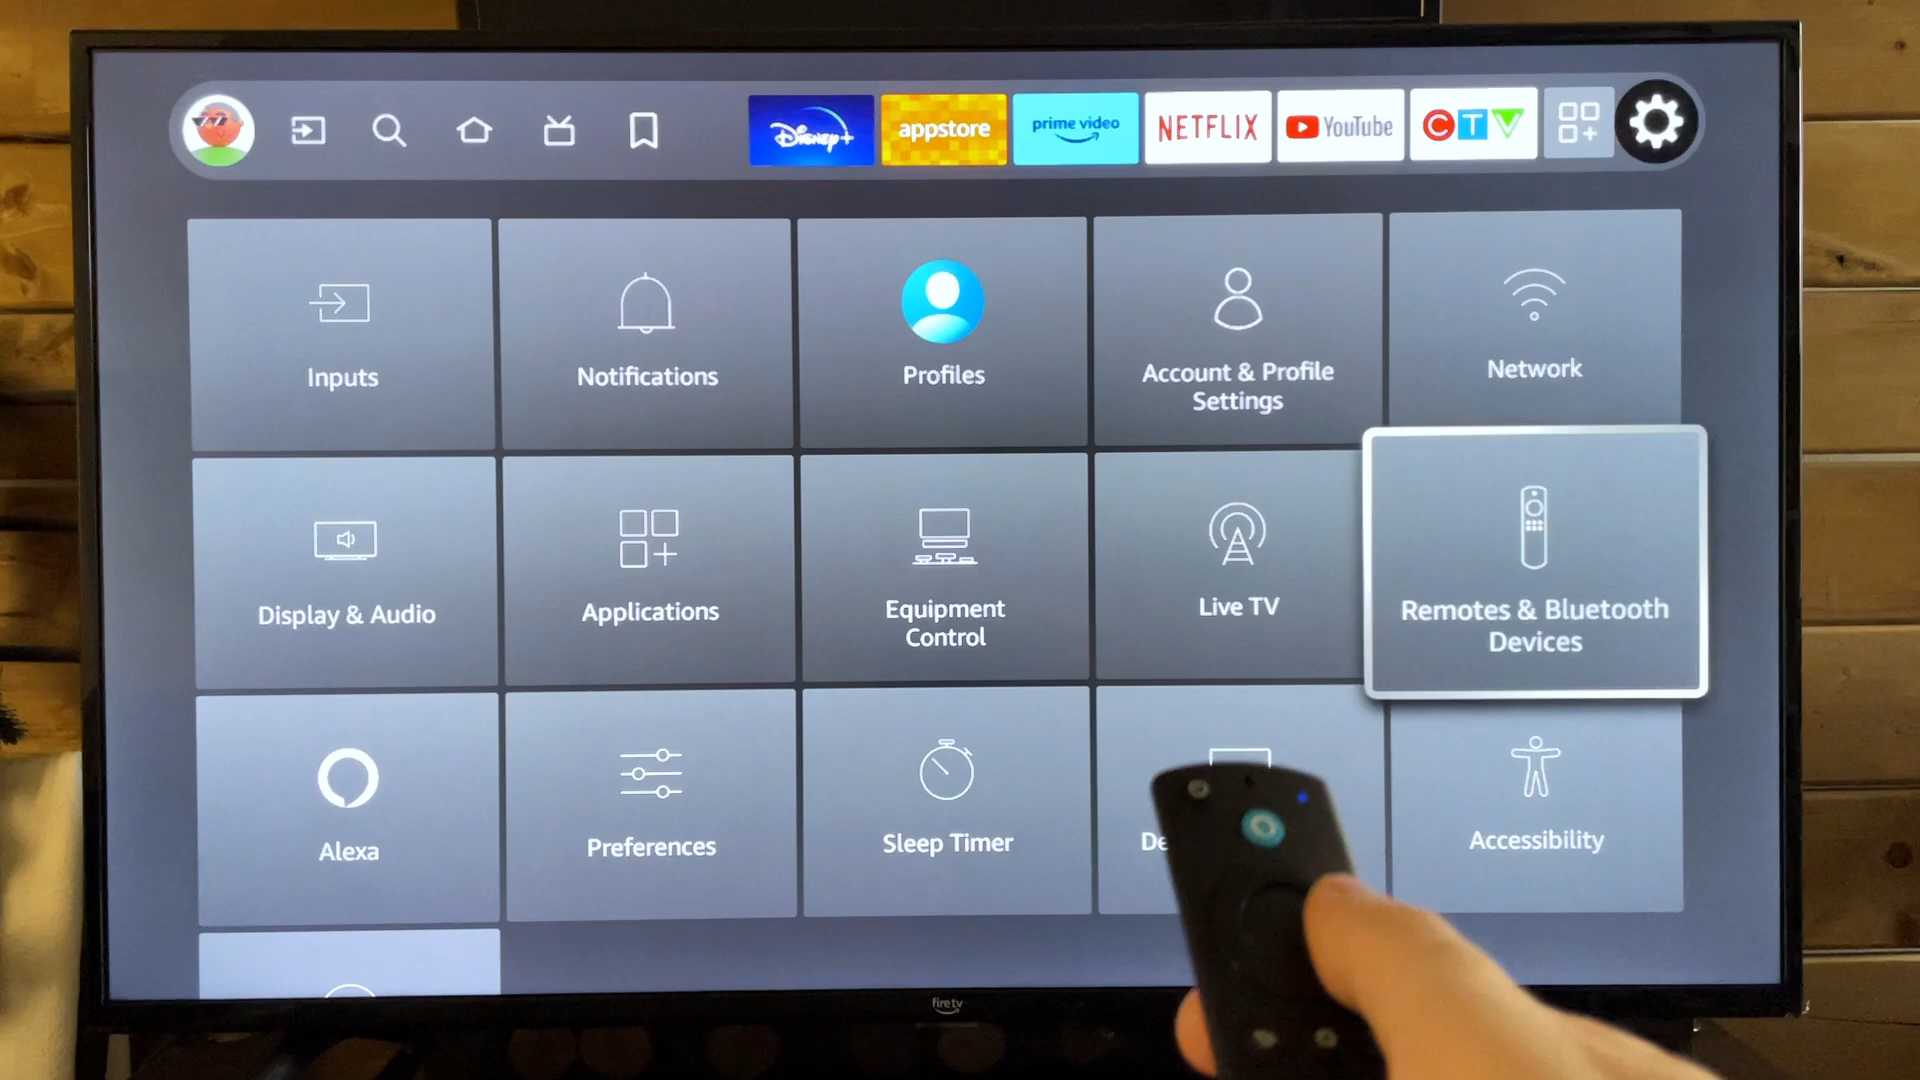 Disney+
appstore
prime video
NETFLIX
YouTube
CTV
Inputs
Notifications
Profiles
Account & Profile
Settings
Network
Display & Audio
Applications
Equipment
Control
Live TV
Remotes & Bluetooth
Devices
Alexa
Preferences
Sleep Timer
De
Accessibility
firetv